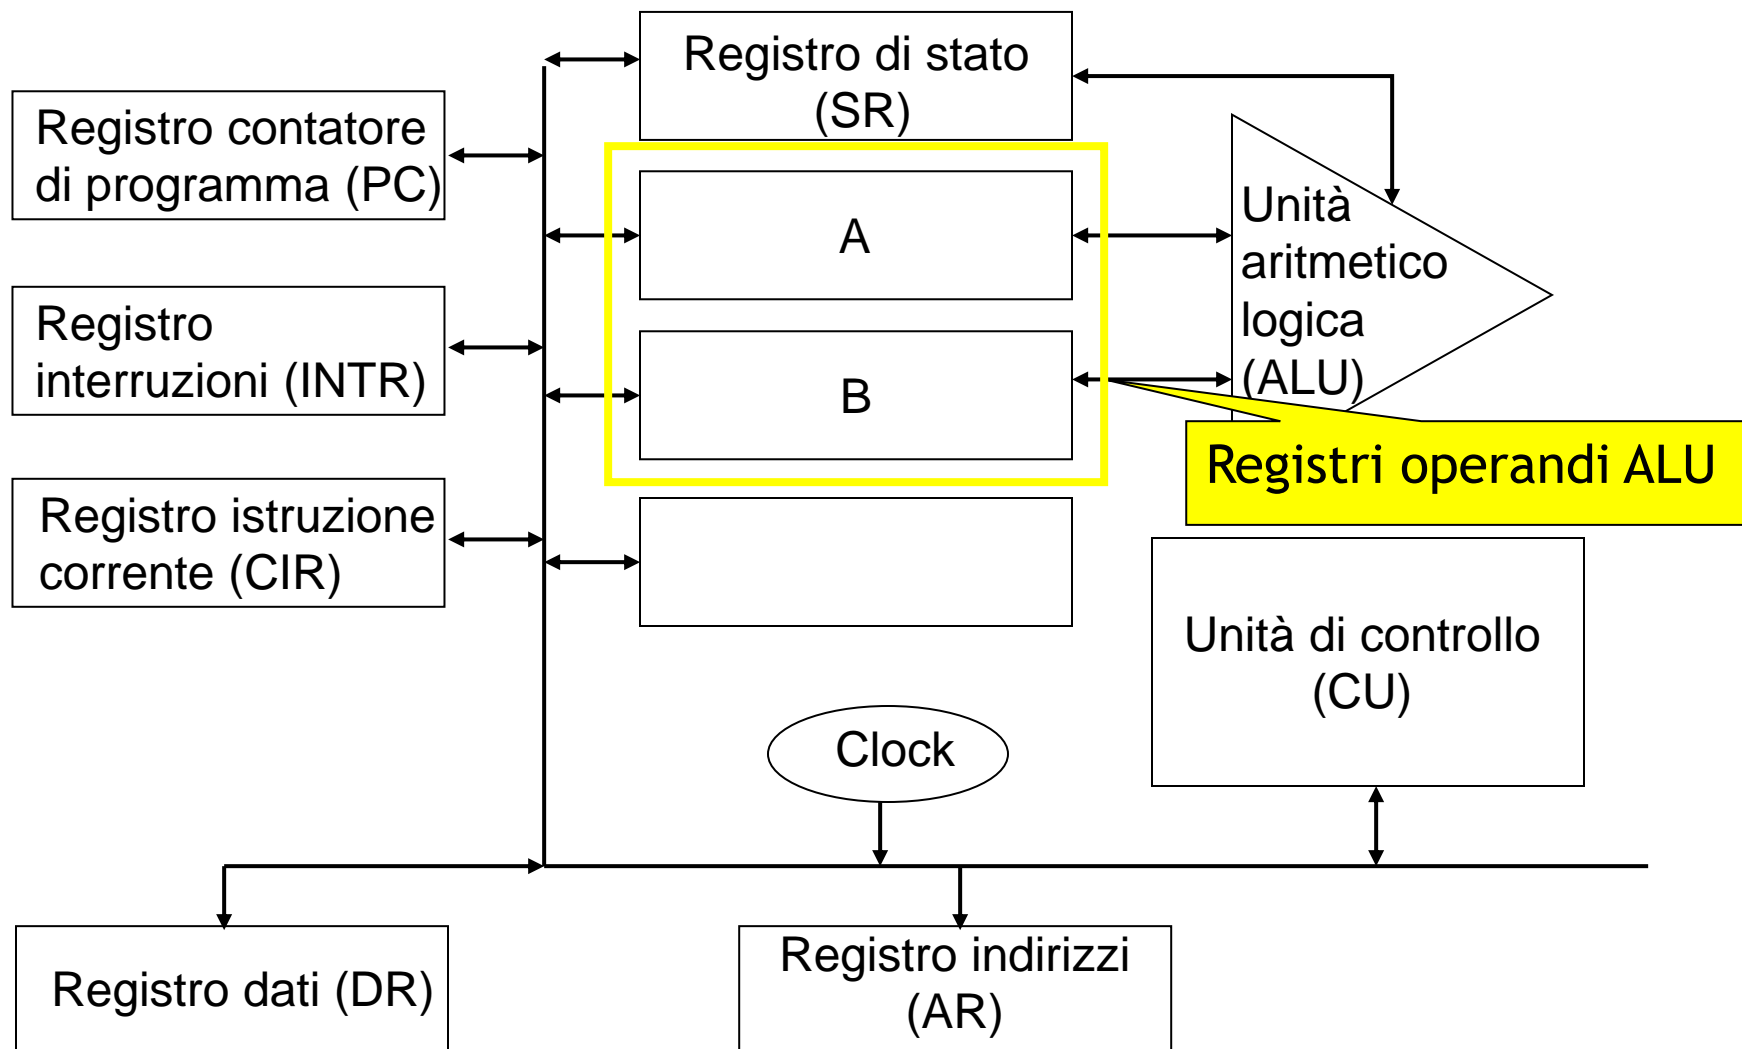 Registro di stato
(SR)
Registro contatore
di programma (PC)
A
Unità
aritmetico
logica
(ALU)
Registro
interruzioni (INTR)
B
Registri operandi ALU
Registro istruzione
corrente (CIR)
Unità di controllo
(CU)
Clock
Registro dati (DR)
Registro indirizzi
(AR)